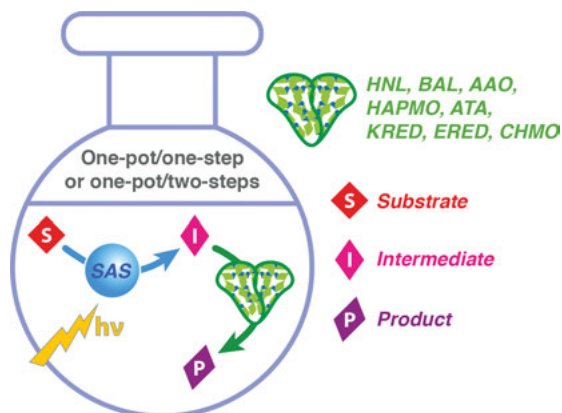 HNL, BAL, AAO,
HAPMO, ATA,
KRED, ERED, CHMO
One-pot/one-step
or one-pot/two-steps
S
Substrate
SAS
I
Intermediate
hν
P
Product